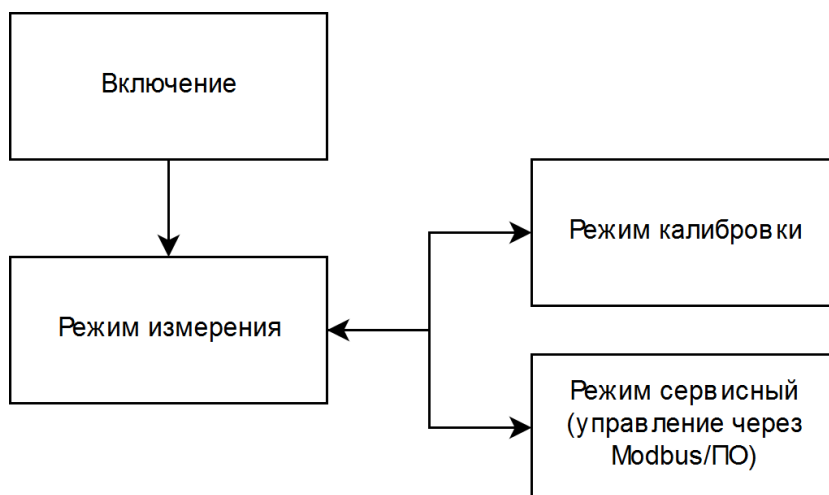 Включение
Режим калибровки
Режим измерения
Режим сервисный
(управление через
Modbus/ПО)